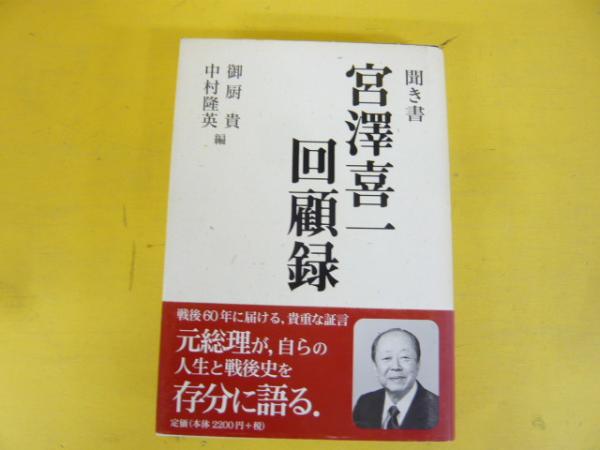 聞き書
宮澤喜一
回顧録
御厨 貴
中村隆英 編
戦後60年に届ける、貴重な証言
元総理が、自らの
人生と戦後史を
存分に語る.
定価(本体2200円+税)